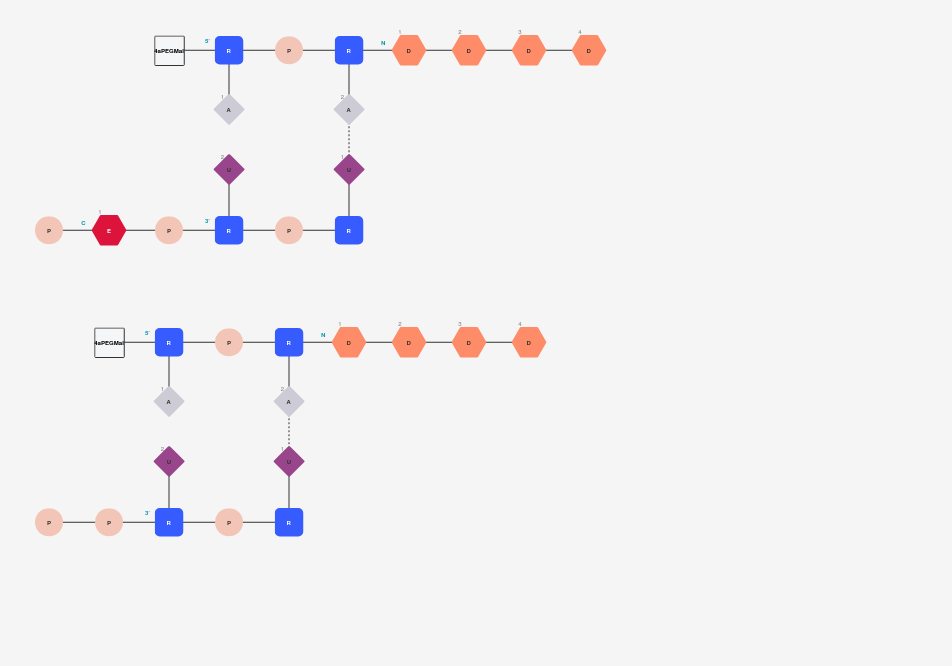 1 2 3 4
5' N
4aPEGMal R P R D D D D
1 2
A A
2 1
U U
1
C 3'
P E P R P R
1 2 3 4
5' N
4aPEGMal R P R D D D D
1 2
A A
2 1
U U
3'
P P R P R